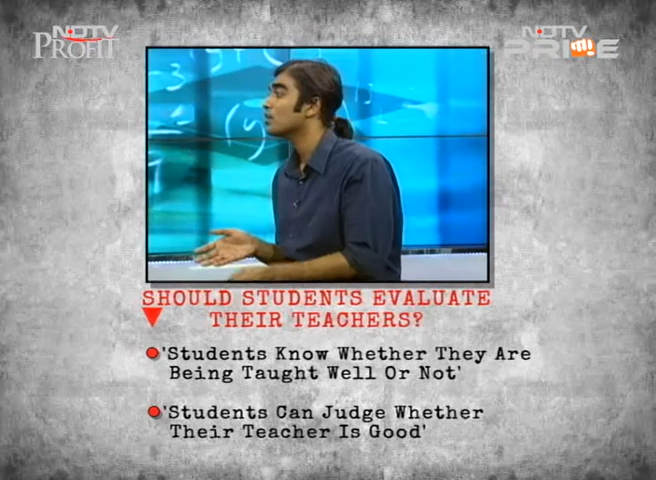 NDTV
PROFIT
NDTV
PRIME
SHOULD STUDENTS EVALUATE
THEIR TEACHERS?
'Students Know Whether They Are
Being Taught Well Or Not'
'Students Can Judge Whether
Their Teacher Is Good'